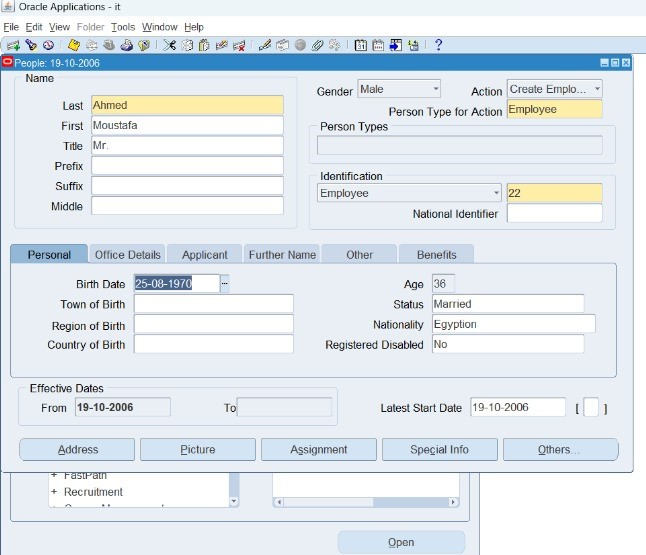 Oracle Applications - it
File Edit View Folder Tools Window Help
People: 19-10-2006
Name
Last Ahmed
First Moustafa
Title Mr.
Prefix
Suffix
Middle
Gender Male
Action Create Emplo...
Person Type for Action Employee
Person Types
Identification
Employee 22
National Identifier
Personal Office Details Applicant Further Name Other Benefits
Birth Date 25-08-1970 ...
Town of Birth
Region of Birth
Country of Birth
Age 36
Status Married
Nationality Egyption
Registered Disabled No
Effective Dates
From 19-10-2006 To
Latest Start Date 19-10-2006 [ ]
Address Picture Assignment Special Info Others...
+ FastPath
+ Recruitment
Open